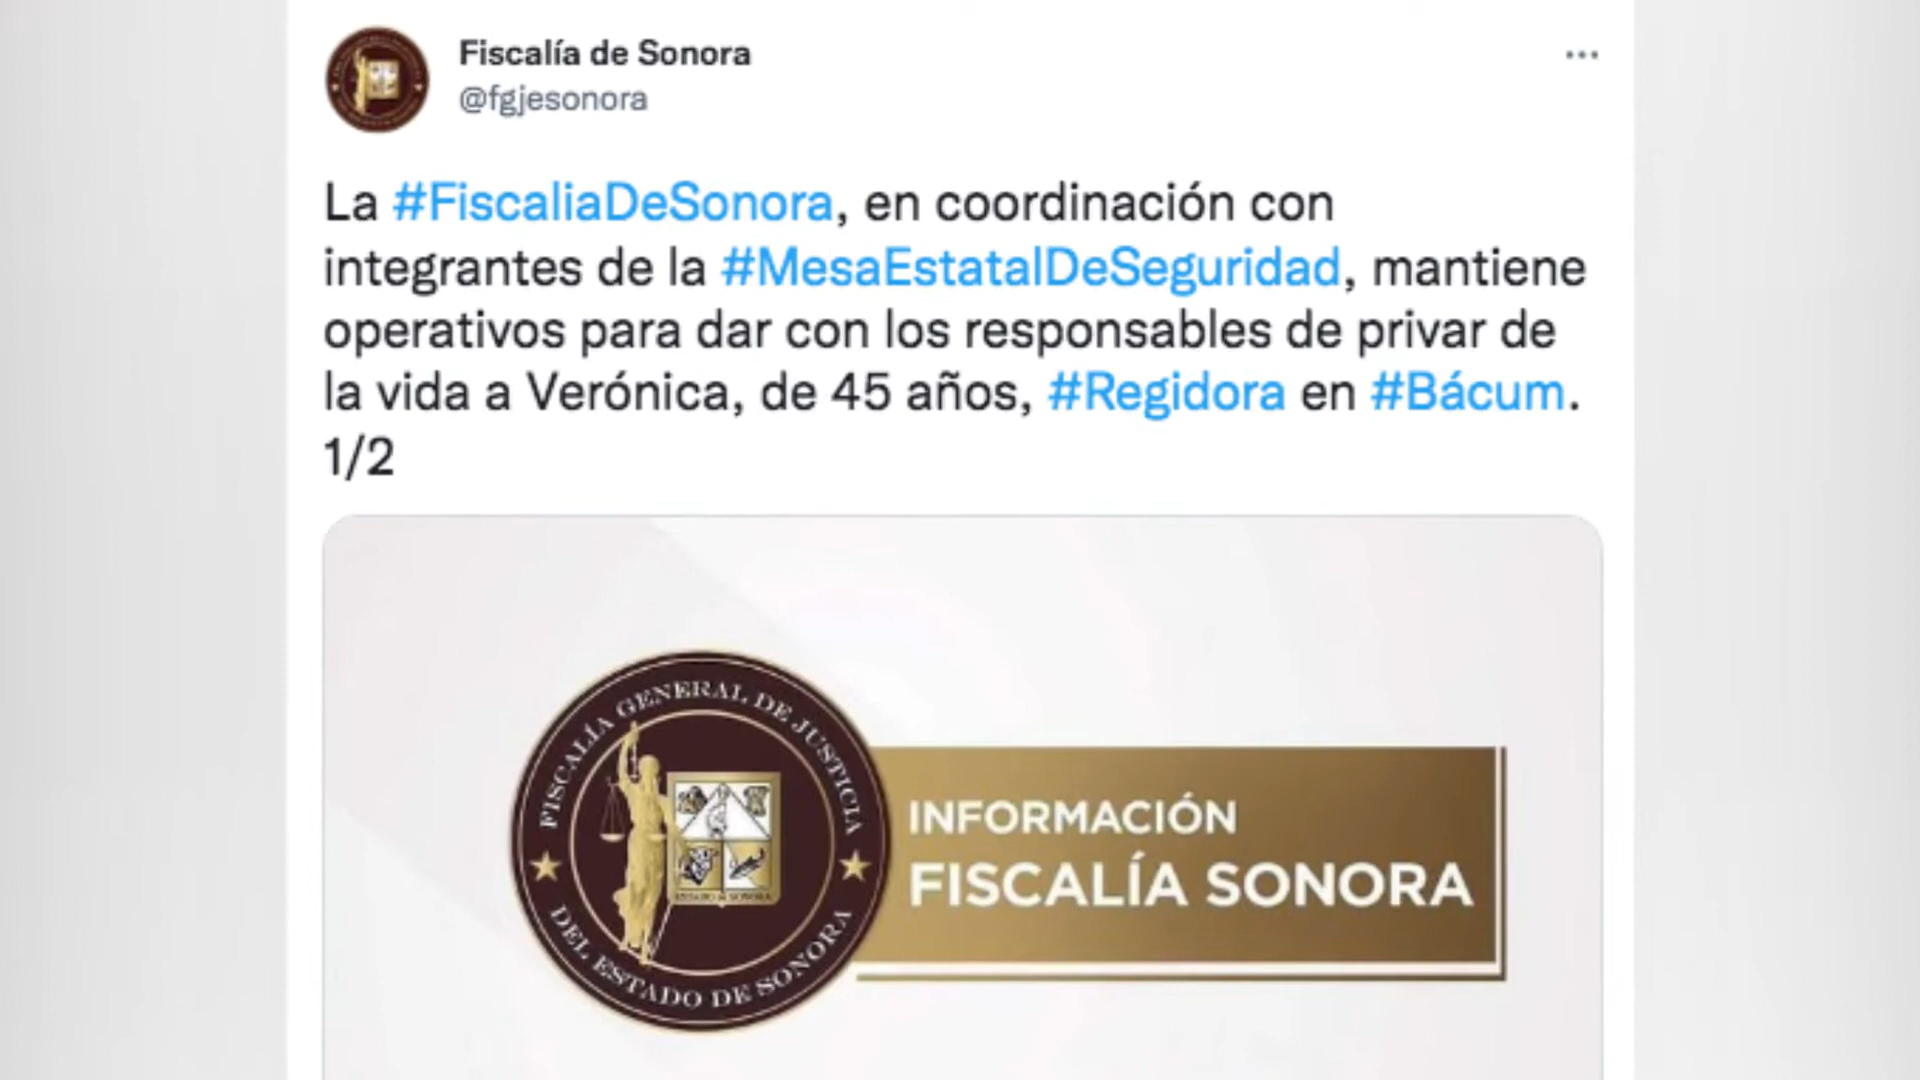 Fiscalía de Sonora
@fgjesonora
La #FiscaliaDeSonora, en coordinación con
integrantes de la #MesaEstatalDeSeguridad, mantiene
operativos para dar con los responsables de privar de
la vida a Verónica, de 45 años, #Regidora en #Bácum.
1/2
FISCALÍA GENERAL DE JUSTICIA
DEL ESTADO DE SONORA
ESTADO DE SONORA
INFORMACIÓN
FISCALÍA SONORA